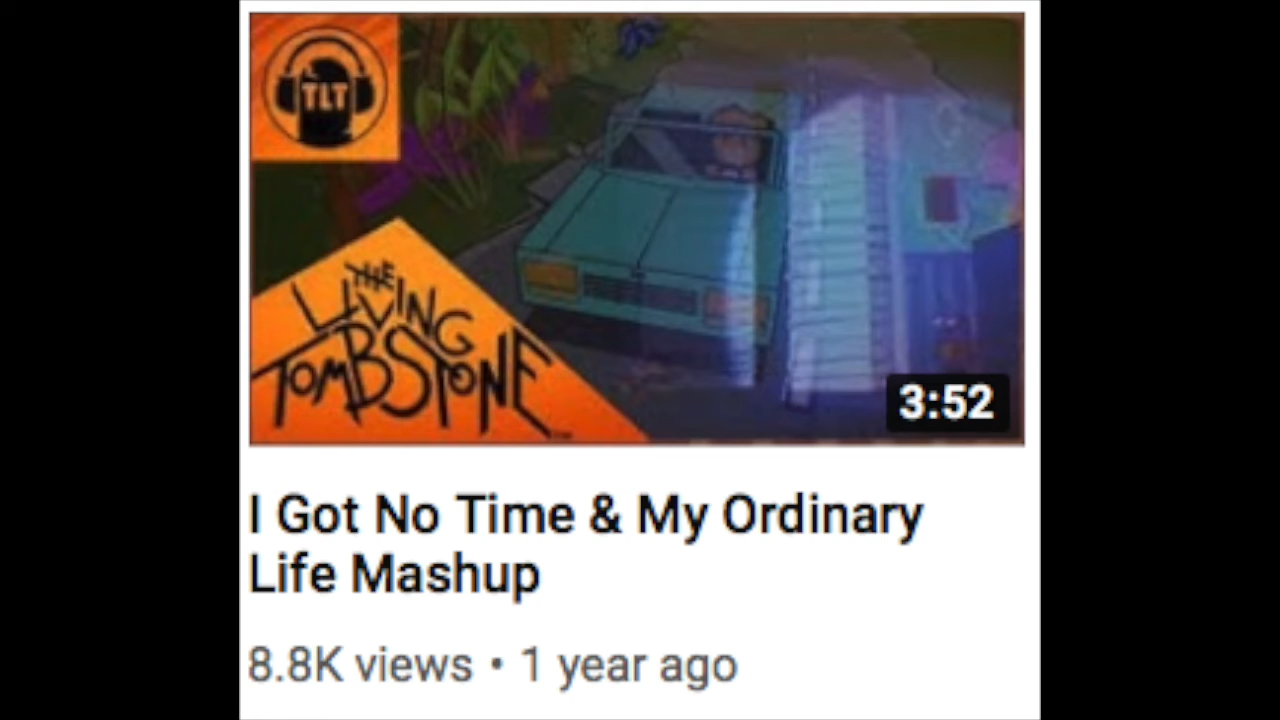 TLT
THE
LIVING
TOMBSTONE
3:52
I Got No Time & My Ordinary
Life Mashup
8.8K views • 1 year ago